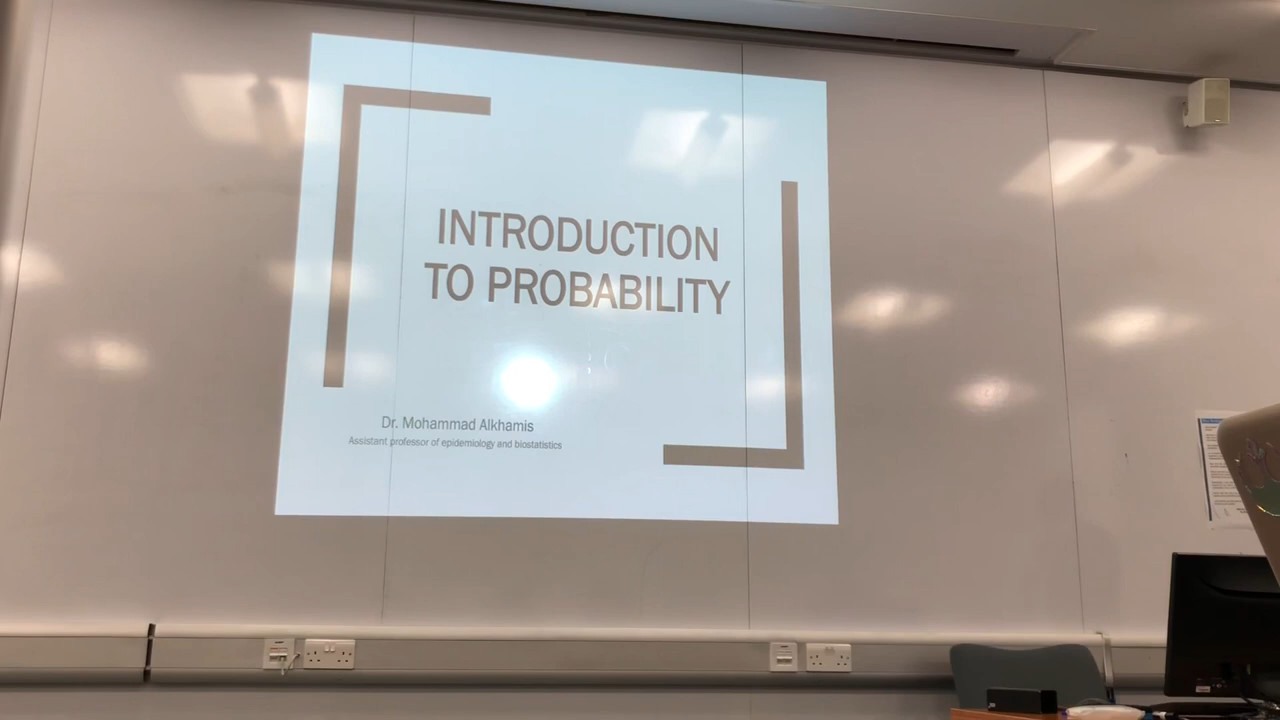 INTRODUCTION
TO PROBABILITY
Dr. Mohammad Alkhamis
Assistant professor of epidemiology and biostatistics